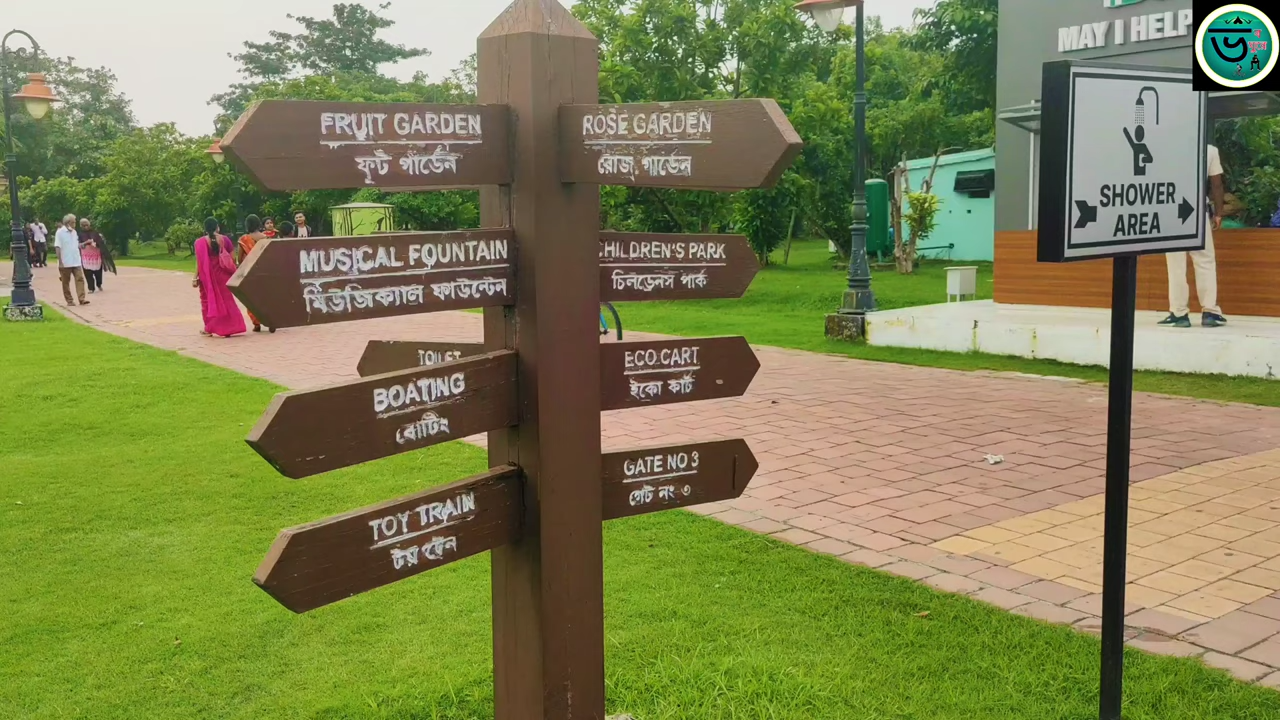 MAY I HELP
FRUIT GARDEN
ফ্রুট গার্ডেন
ROSE GARDEN
রোজ গার্ডেন
MUSICAL FOUNTAIN
মিউজিক্যাল ফাউন্টেন
CHILDREN'S PARK
চিলড্রেনস পার্ক
TOILET
BOATING
বোটিং
ECO CART
ইকো কার্ট
TOY TRAIN
টয় ট্রেন
GATE NO 3
গেট নং ৩
SHOWER
AREA